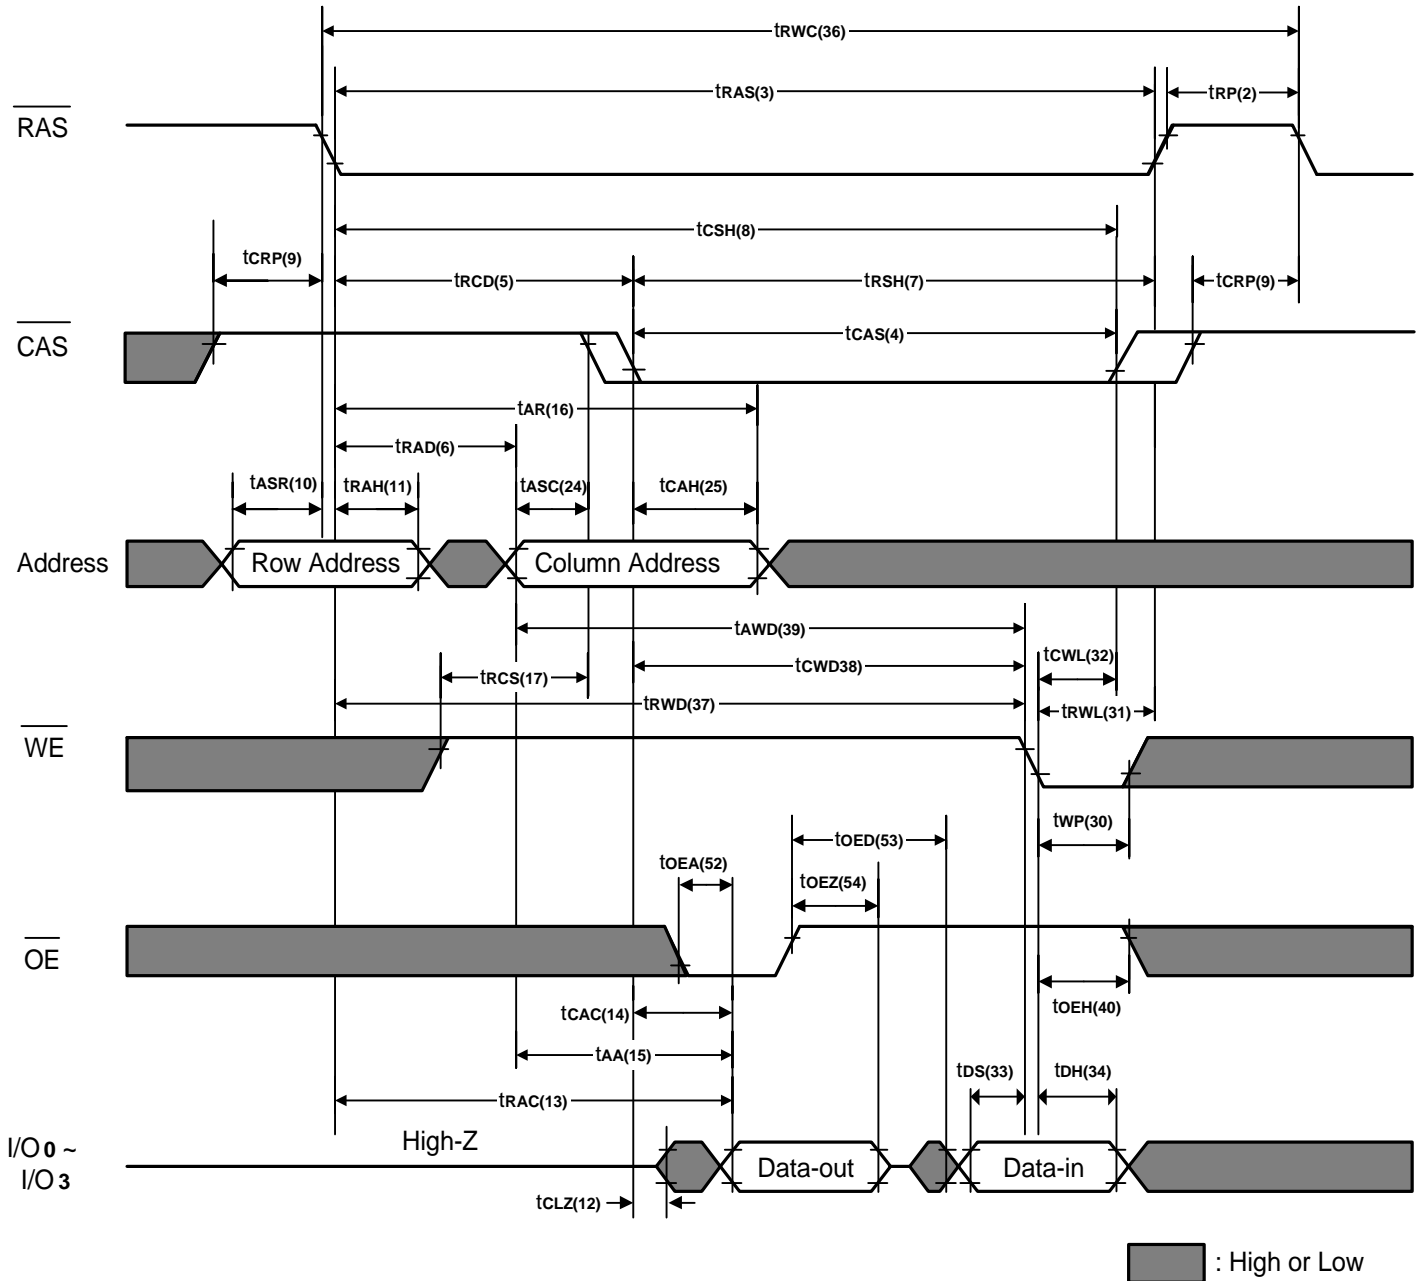 tRWC(36)
tRAS(3)
tRP(2)
RAS
tCSH(8)
tCRP(9)
tRCD(5)
tRSH(7)
tCRP(9)
CAS
tCAS(4)
tAR(16)
tRAD(6)
tASR(10)
tRAH(11)
tASC(24)
tCAH(25)
Address
Row Address
Column Address
tAWD(39)
tCWD38)
tCWL(32)
tRCS(17)
tRWD(37)
tRWL(31)
WE
tWP(30)
tOED(53)
tOEA(52)
tOEZ(54)
OE
tOEH(40)
tCAC(14)
tAA(15)
tDS(33)
tDH(34)
tRAC(13)
High-Z
I/O 0 ~
I/O 3
Data-out
Data-in
tCLZ(12)
: High or Low